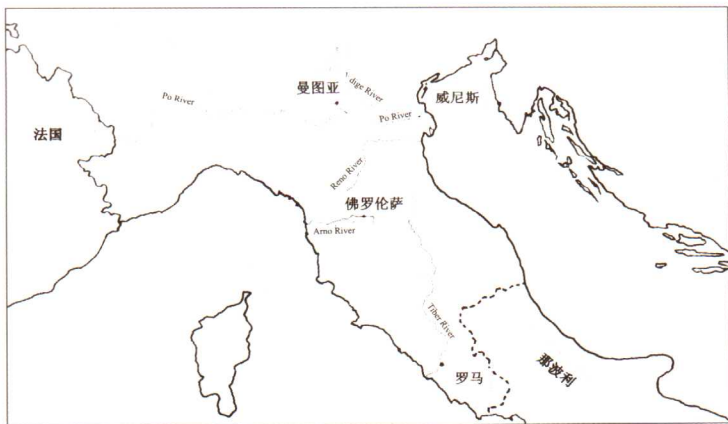 曼图亚
Adige River
威尼斯
Po River
Po River
法国
Reno River
佛罗伦萨
Arno River
Tiber River
罗马
那波利